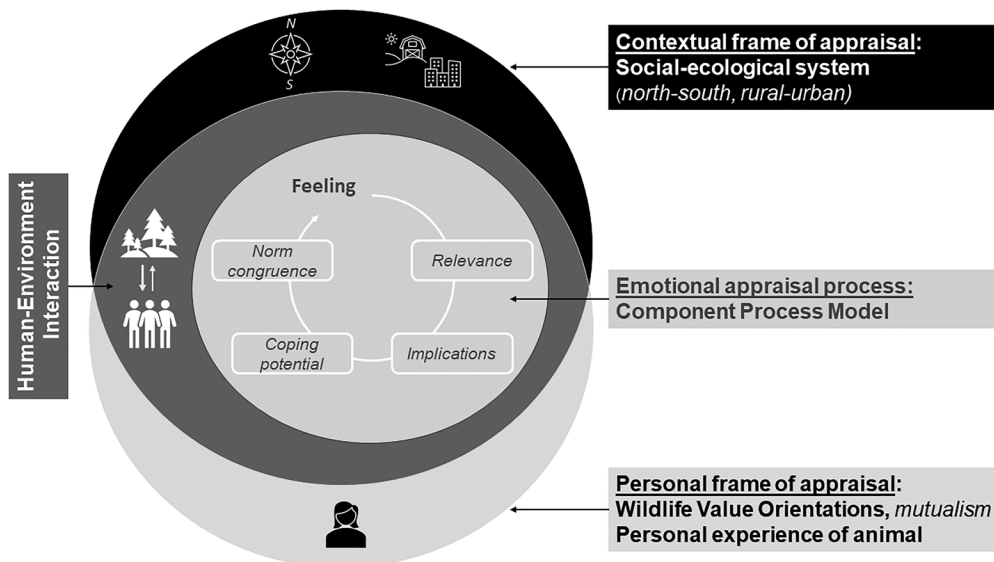 N
S
Contextual frame of appraisal:
Social-ecological system
(north-south, rural-urban)
Human-Environment
Interaction
Feeling
Norm
congruence
Relevance
Coping
potential
Implications
Emotional appraisal process:
Component Process Model
Personal frame of appraisal:
Wildlife Value Orientations, mutualism
Personal experience of animal